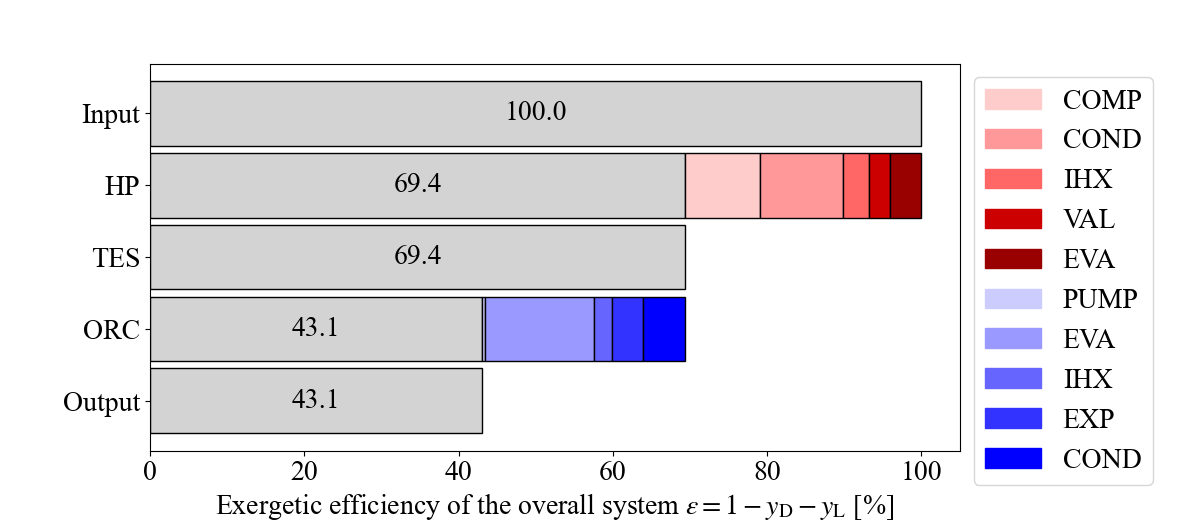 Input
100.0
HP
69.4
TES
69.4
ORC
43.1
Output
43.1
0 20 40 60 80 100
Exergetic efficiency of the overall system ε = 1 − yD − yL [%]
COMP
COND
IHX
VAL
EVA
PUMP
EVA
IHX
EXP
COND